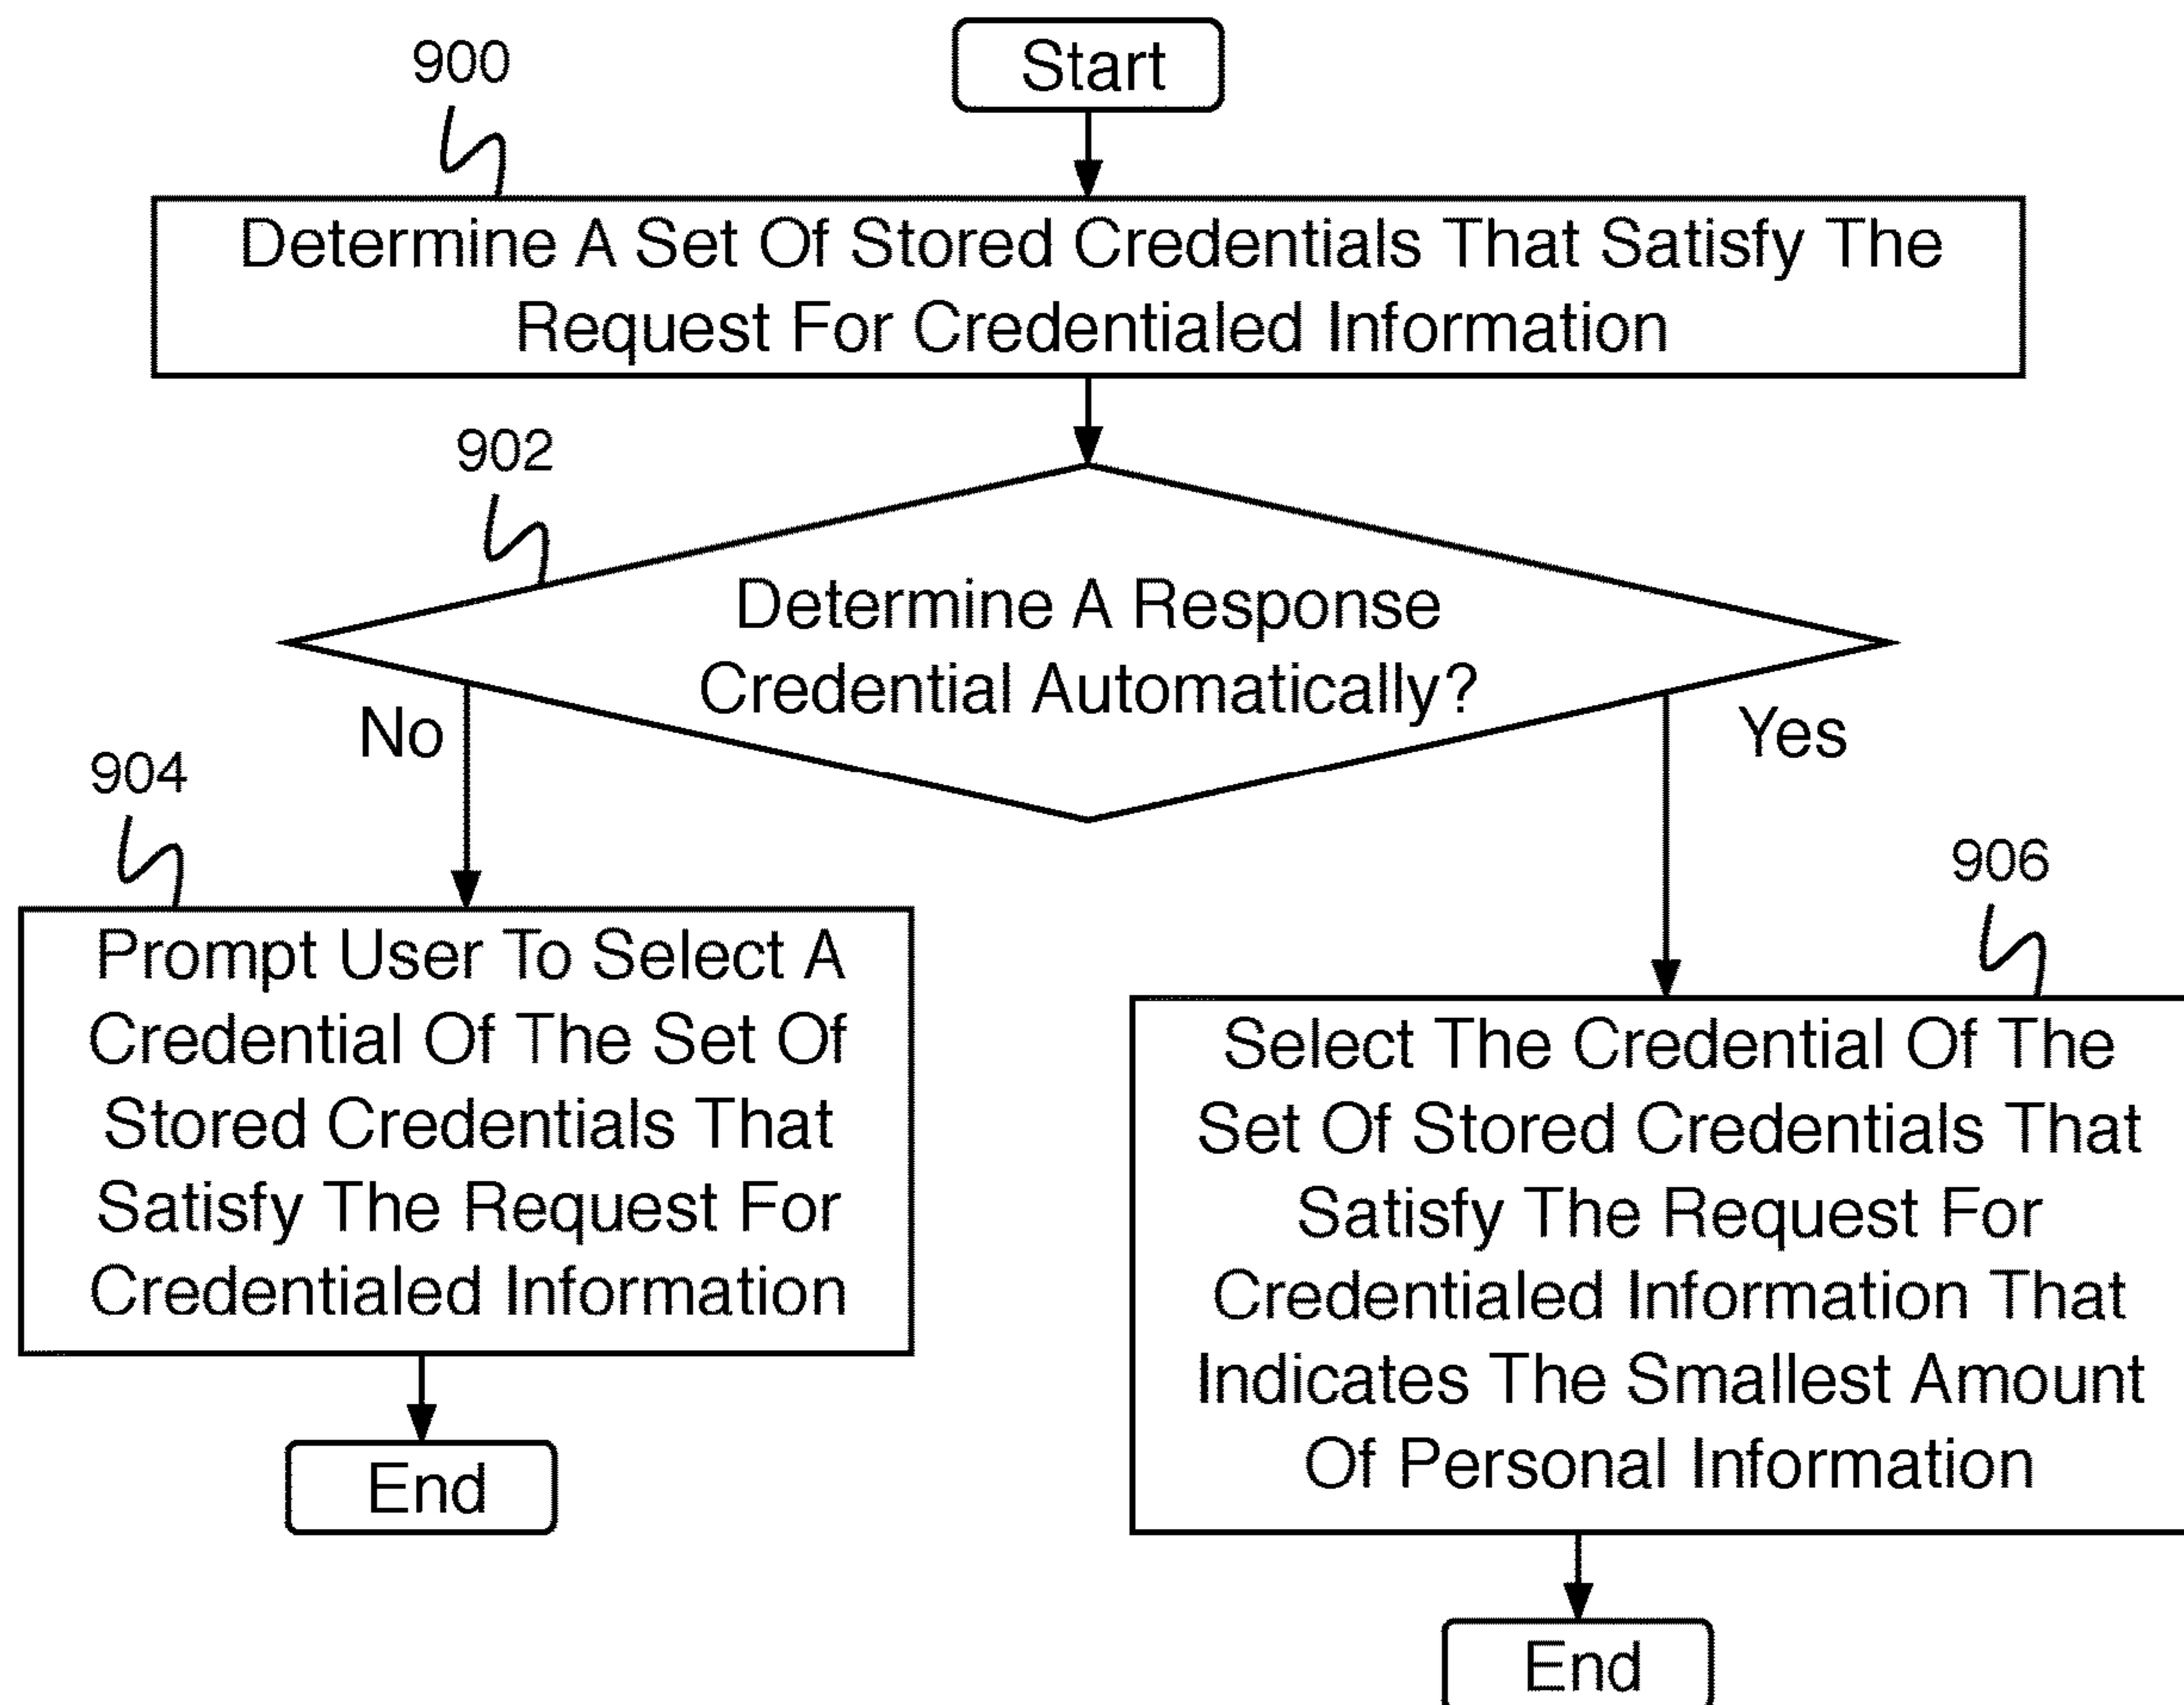 900
Start
Determine A Set Of Stored Credentials That Satisfy The
Request For Credentialed Information
902
Determine A Response
Credential Automatically?
No
Yes
904
Prompt User To Select A
Credential Of The Set Of
Stored Credentials That
Satisfy The Request For
Credentialed Information
End
906
Select The Credential Of The
Set Of Stored Credentials That
Satisfy The Request For
Credentialed Information That
Indicates The Smallest Amount
Of Personal Information
End